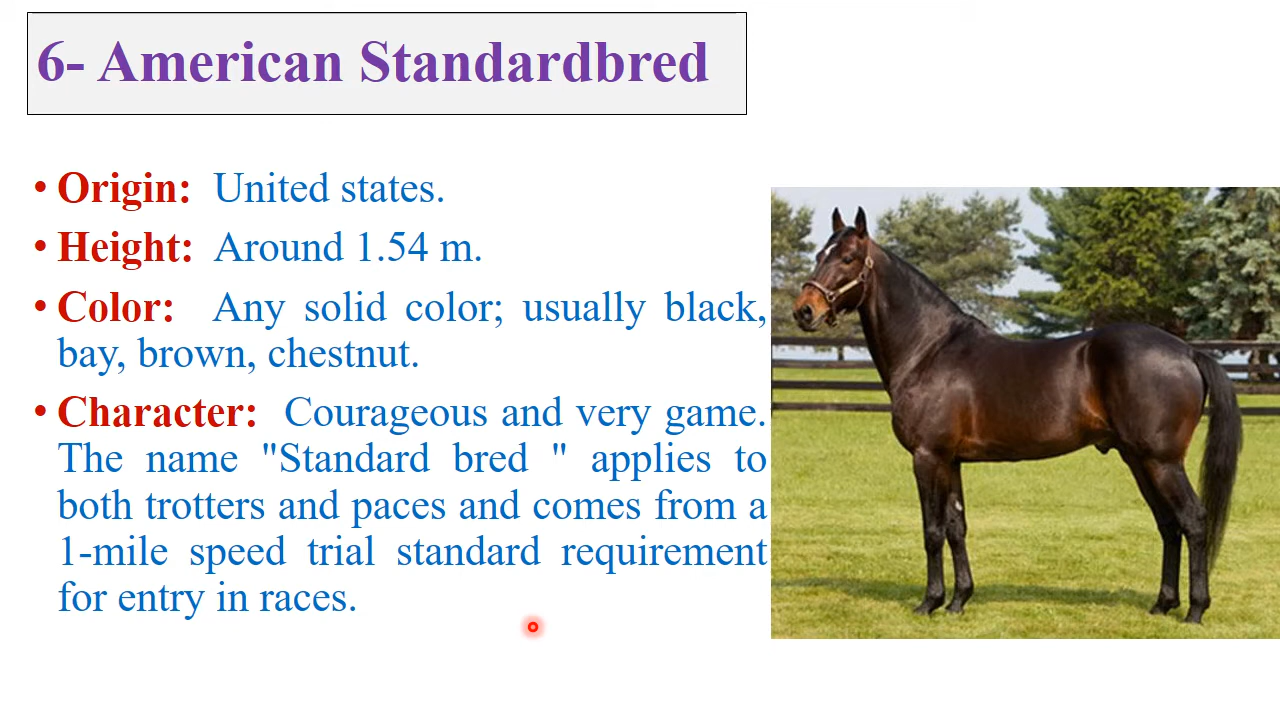 6- American Standardbred
• Origin: United states.
• Height: Around 1.54 m.
• Color: Any solid color; usually black,
bay, brown, chestnut.
• Character: Courageous and very game.
The name "Standard bred " applies to
both trotters and paces and comes from a
1-mile speed trial standard requirement
for entry in races.